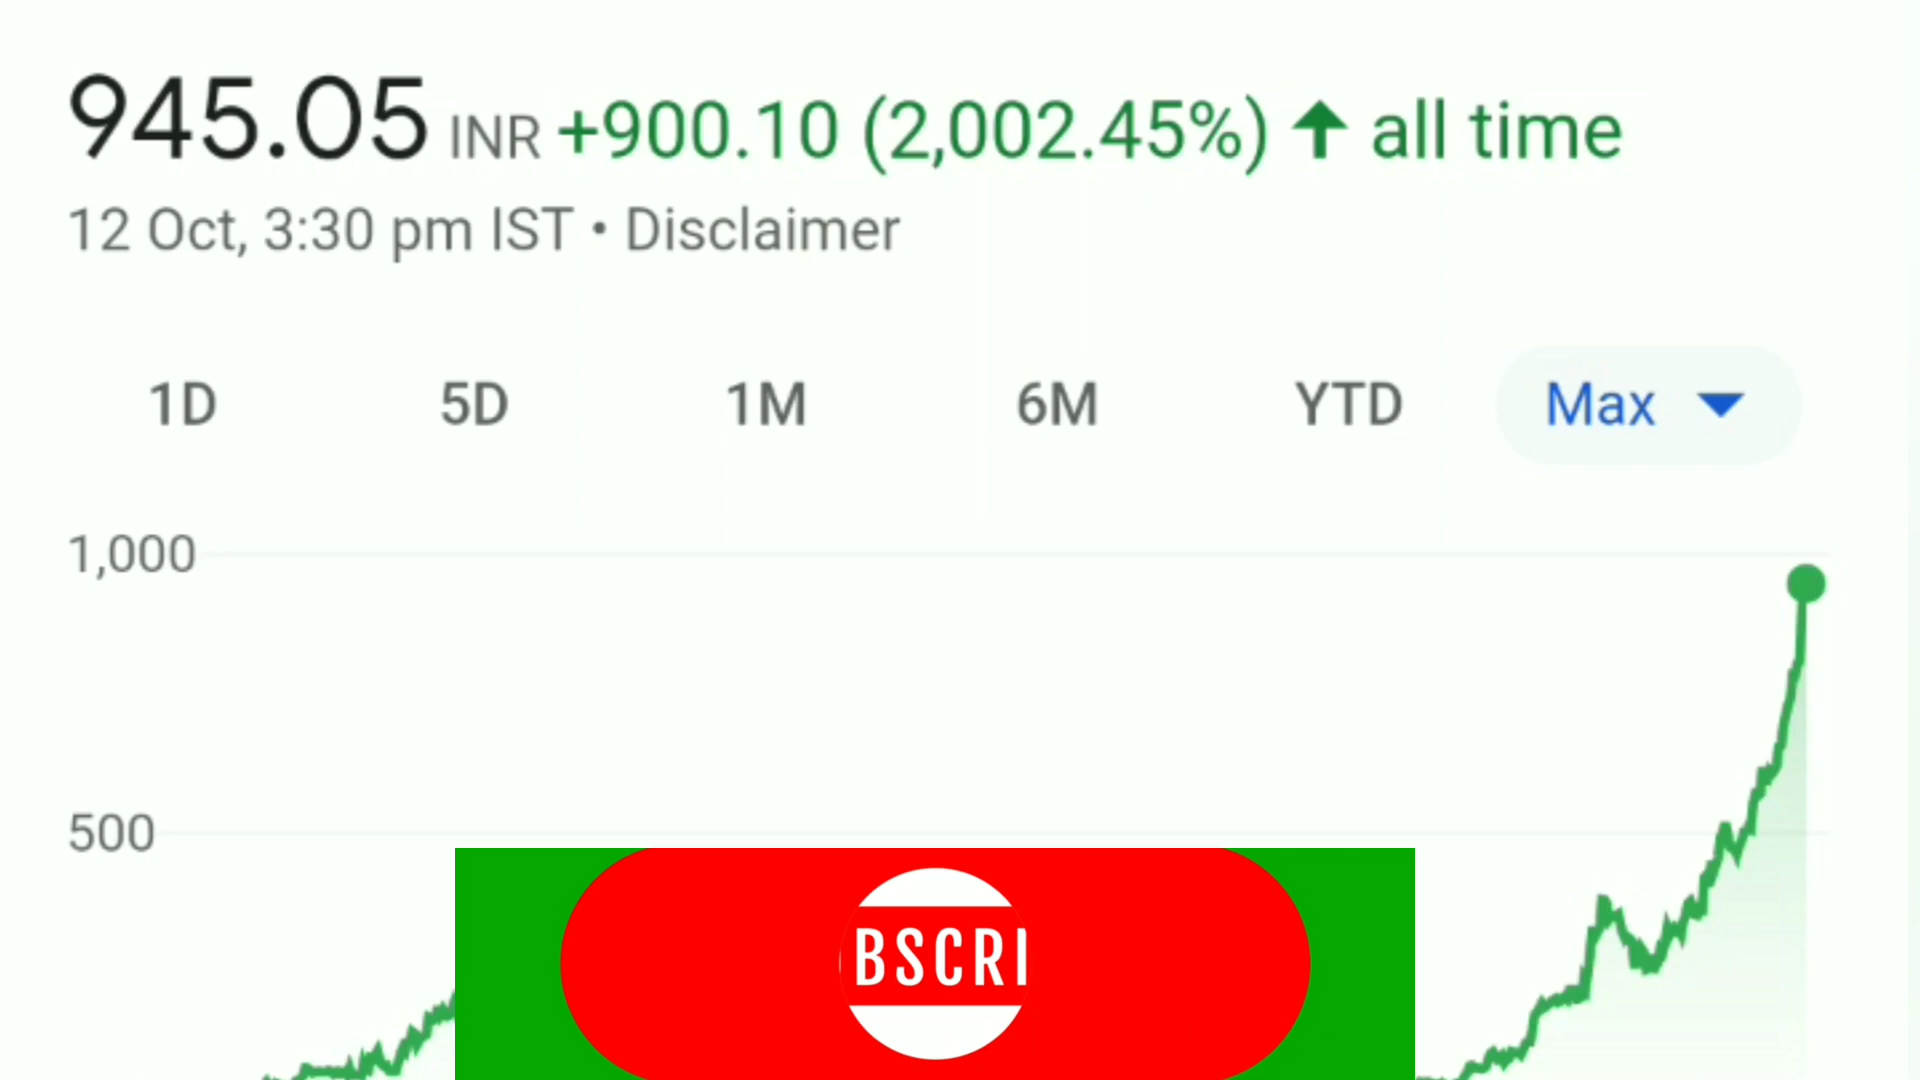 945.05 INR +900.10 (2,002.45%) ↑ all time
12 Oct, 3:30 pm IST • Disclaimer
1D 5D 1M 6M YTD Max
1,000
500
BSCRI